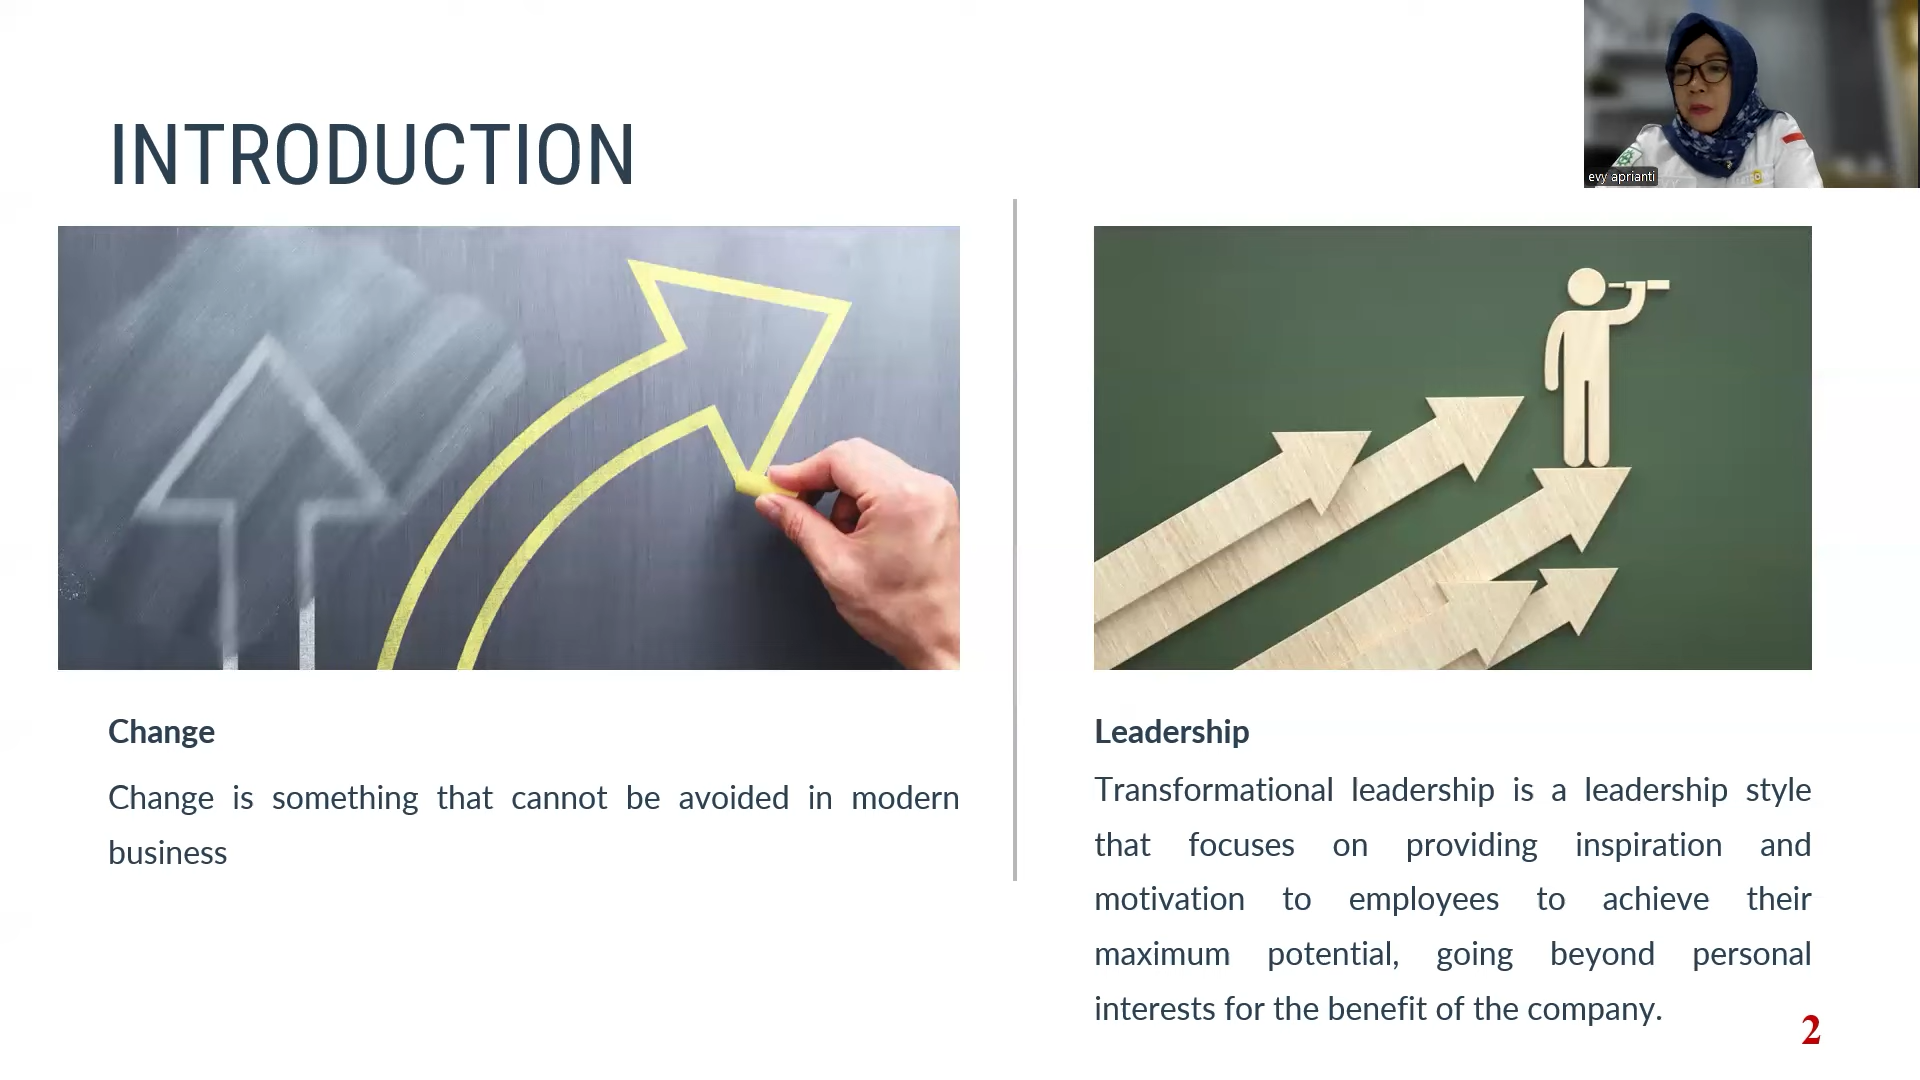 INTRODUCTION
evy aprianti
Change
Change is something that cannot be avoided in modern
business
Leadership
Transformational leadership is a leadership style
that focuses on providing inspiration and
motivation to employees to achieve their
maximum potential, going beyond personal
interests for the benefit of the company.
2